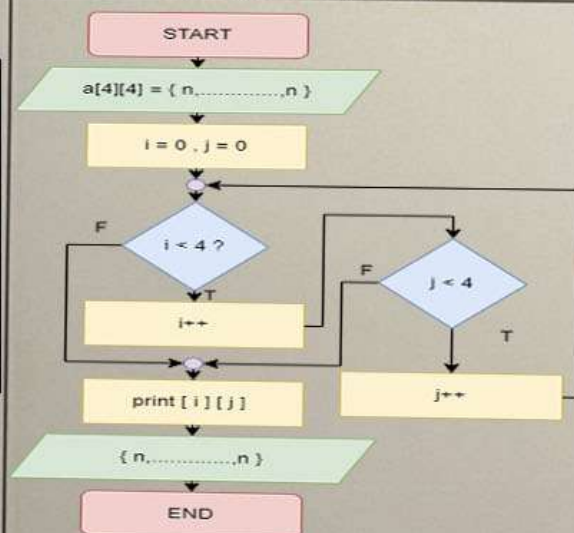 START
a[4][4] = { n,..............,n }
i = 0 , j = 0
i < 4 ?
F
T
i++
j < 4
F
T
j++
print [ i ] [ j ]
{ n,..............,n }
END